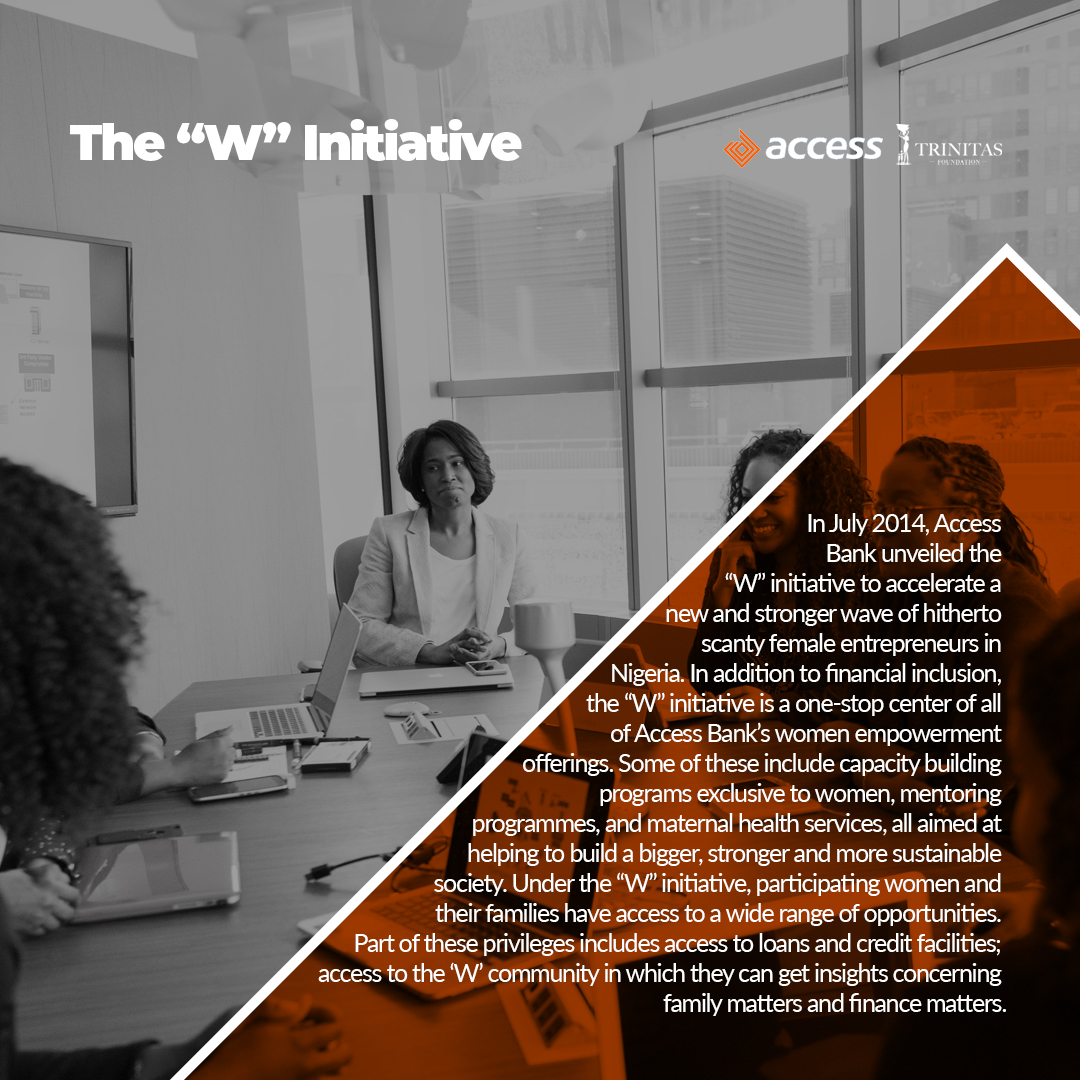 The “W” Initiative
access
TRINITAS
FOUNDATION
In July 2014, Access
Bank unveiled the
“W” initiative to accelerate a
new and stronger wave of hitherto
scanty female entrepreneurs in
Nigeria. In addition to financial inclusion,
the “W” initiative is a one-stop center of all
of Access Bank’s women empowerment
offerings. Some of these include capacity building
programs exclusive to women, mentoring
programmes, and maternal health services, all aimed at
helping to build a bigger, stronger and more sustainable
society. Under the “W” initiative, participating women and
their families have access to a wide range of opportunities.
Part of these privileges includes access to loans and credit facilities;
access to the ‘W’ community in which they can get insights concerning
family matters and finance matters.